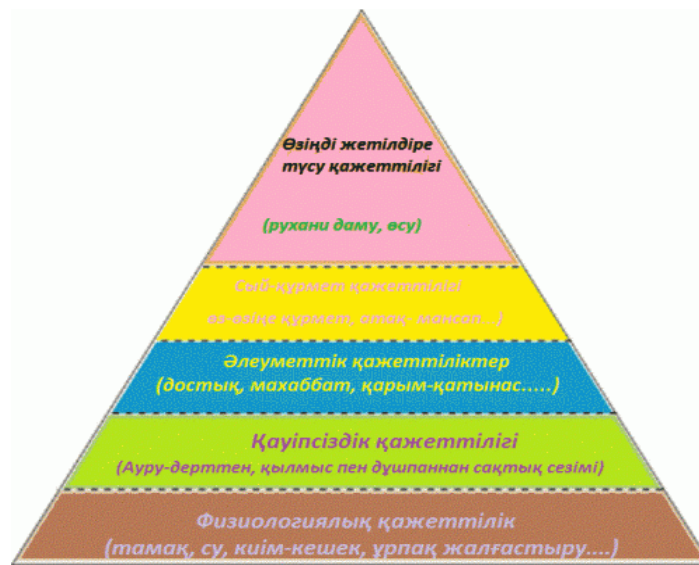 Өзіңді жетілдіре
түсу қажеттілігі
(рухани даму, өсу)
Сый-құрмет қажеттілігі
өз-өзіңе құрмет, атақ- мансап...)
Әлеуметтік қажеттіліктер
(достық, махаббат, қарым-қатынас.....)
Қауіпсіздік қажеттілігі
(Ауру-дерттен, қылмыс пен дұшпаннан сақтық сезімі)
Физиологиялық қажеттілік
(тамақ, су, киім-кешек, ұрпақ жалғастыру....)